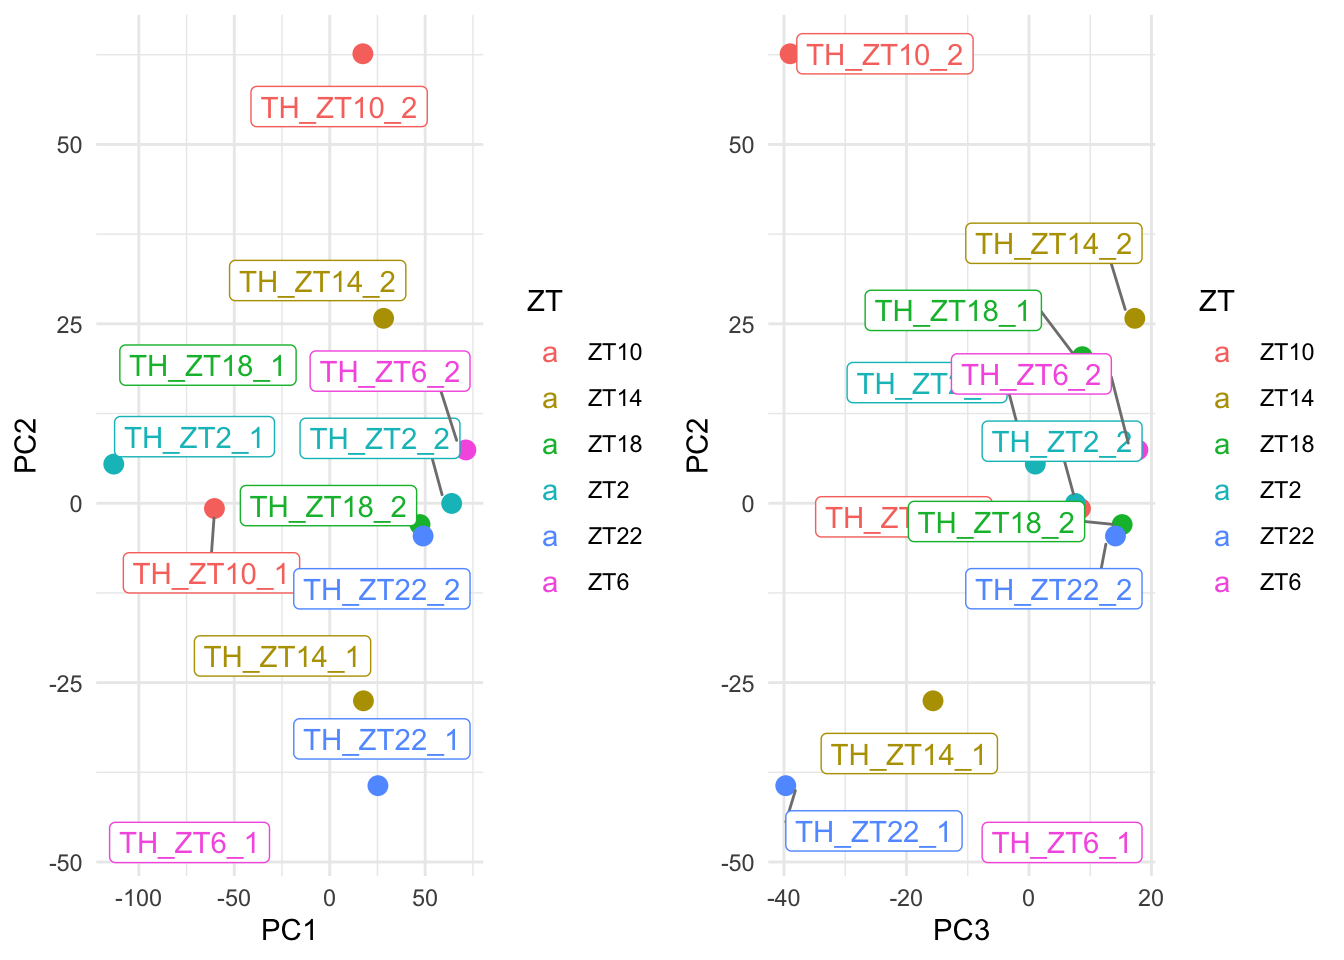 TH_ZT10_2
TH_ZT14_2
TH_ZT18_1
TH_ZT6_2
TH_ZT2_1
TH_ZT2_2
TH_ZT18_2
TH_ZT10_1
TH_ZT22_2
TH_ZT14_1
TH_ZT22_1
TH_ZT6_1
50
25
0
-25
-50
PC2
-100
-50
0
50
PC1
ZT
a ZT10
a ZT14
a ZT18
a ZT2
a ZT22
a ZT6
TH_ZT10_2
TH_ZT14_2
TH_ZT18_1
TH_ZT6_2
TH_ZT2_2
TH_ZT18_2
TH_ZT22_2
TH_ZT14_1
TH_ZT22_1
TH_ZT6_1
50
25
0
-25
-50
PC2
-40
-20
0
20
PC3
ZT
a ZT10
a ZT14
a ZT18
a ZT2
a ZT22
a ZT6